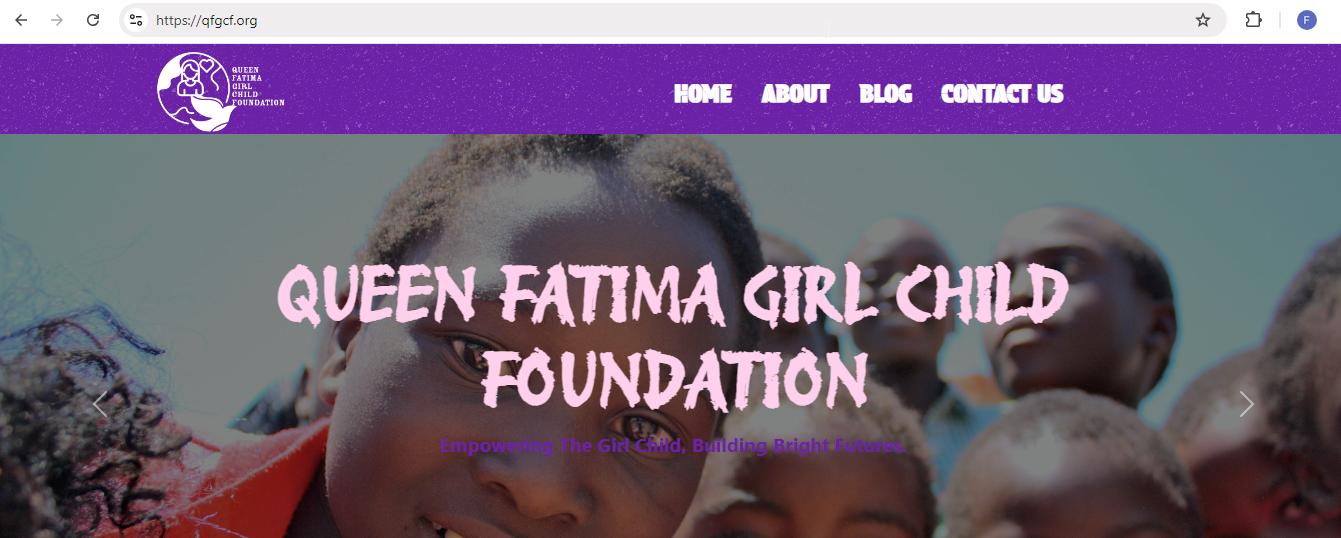 https://qfgcf.org
F
QUEEN
FATIMA
GIRL
CHILD
FOUNDATION
HOME ABOUT BLOG CONTACT US
QUEEN FATIMA GIRL CHILD
FOUNDATION
Empowering The Girl Child, Building Bright Futures.